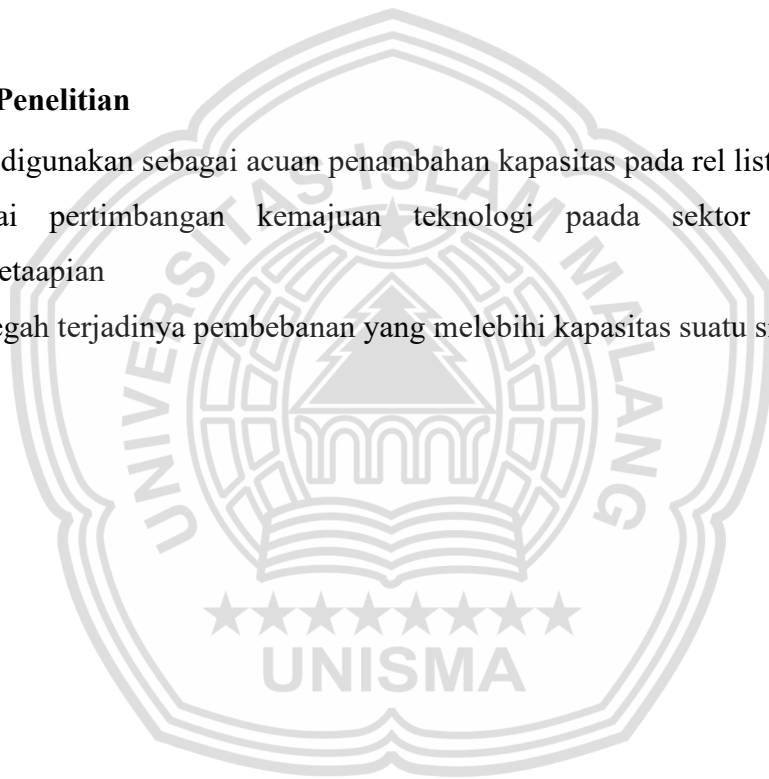 Penelitian
digunakan sebagai acuan penambahan kapasitas pada rel list
ai pertimbangan kemajuan teknologi paada sektor
etaapian
egah terjadinya pembebanan yang melebihi kapasitas suatu si
UNIVERSITAS ISLAM MALANG
UNISMA